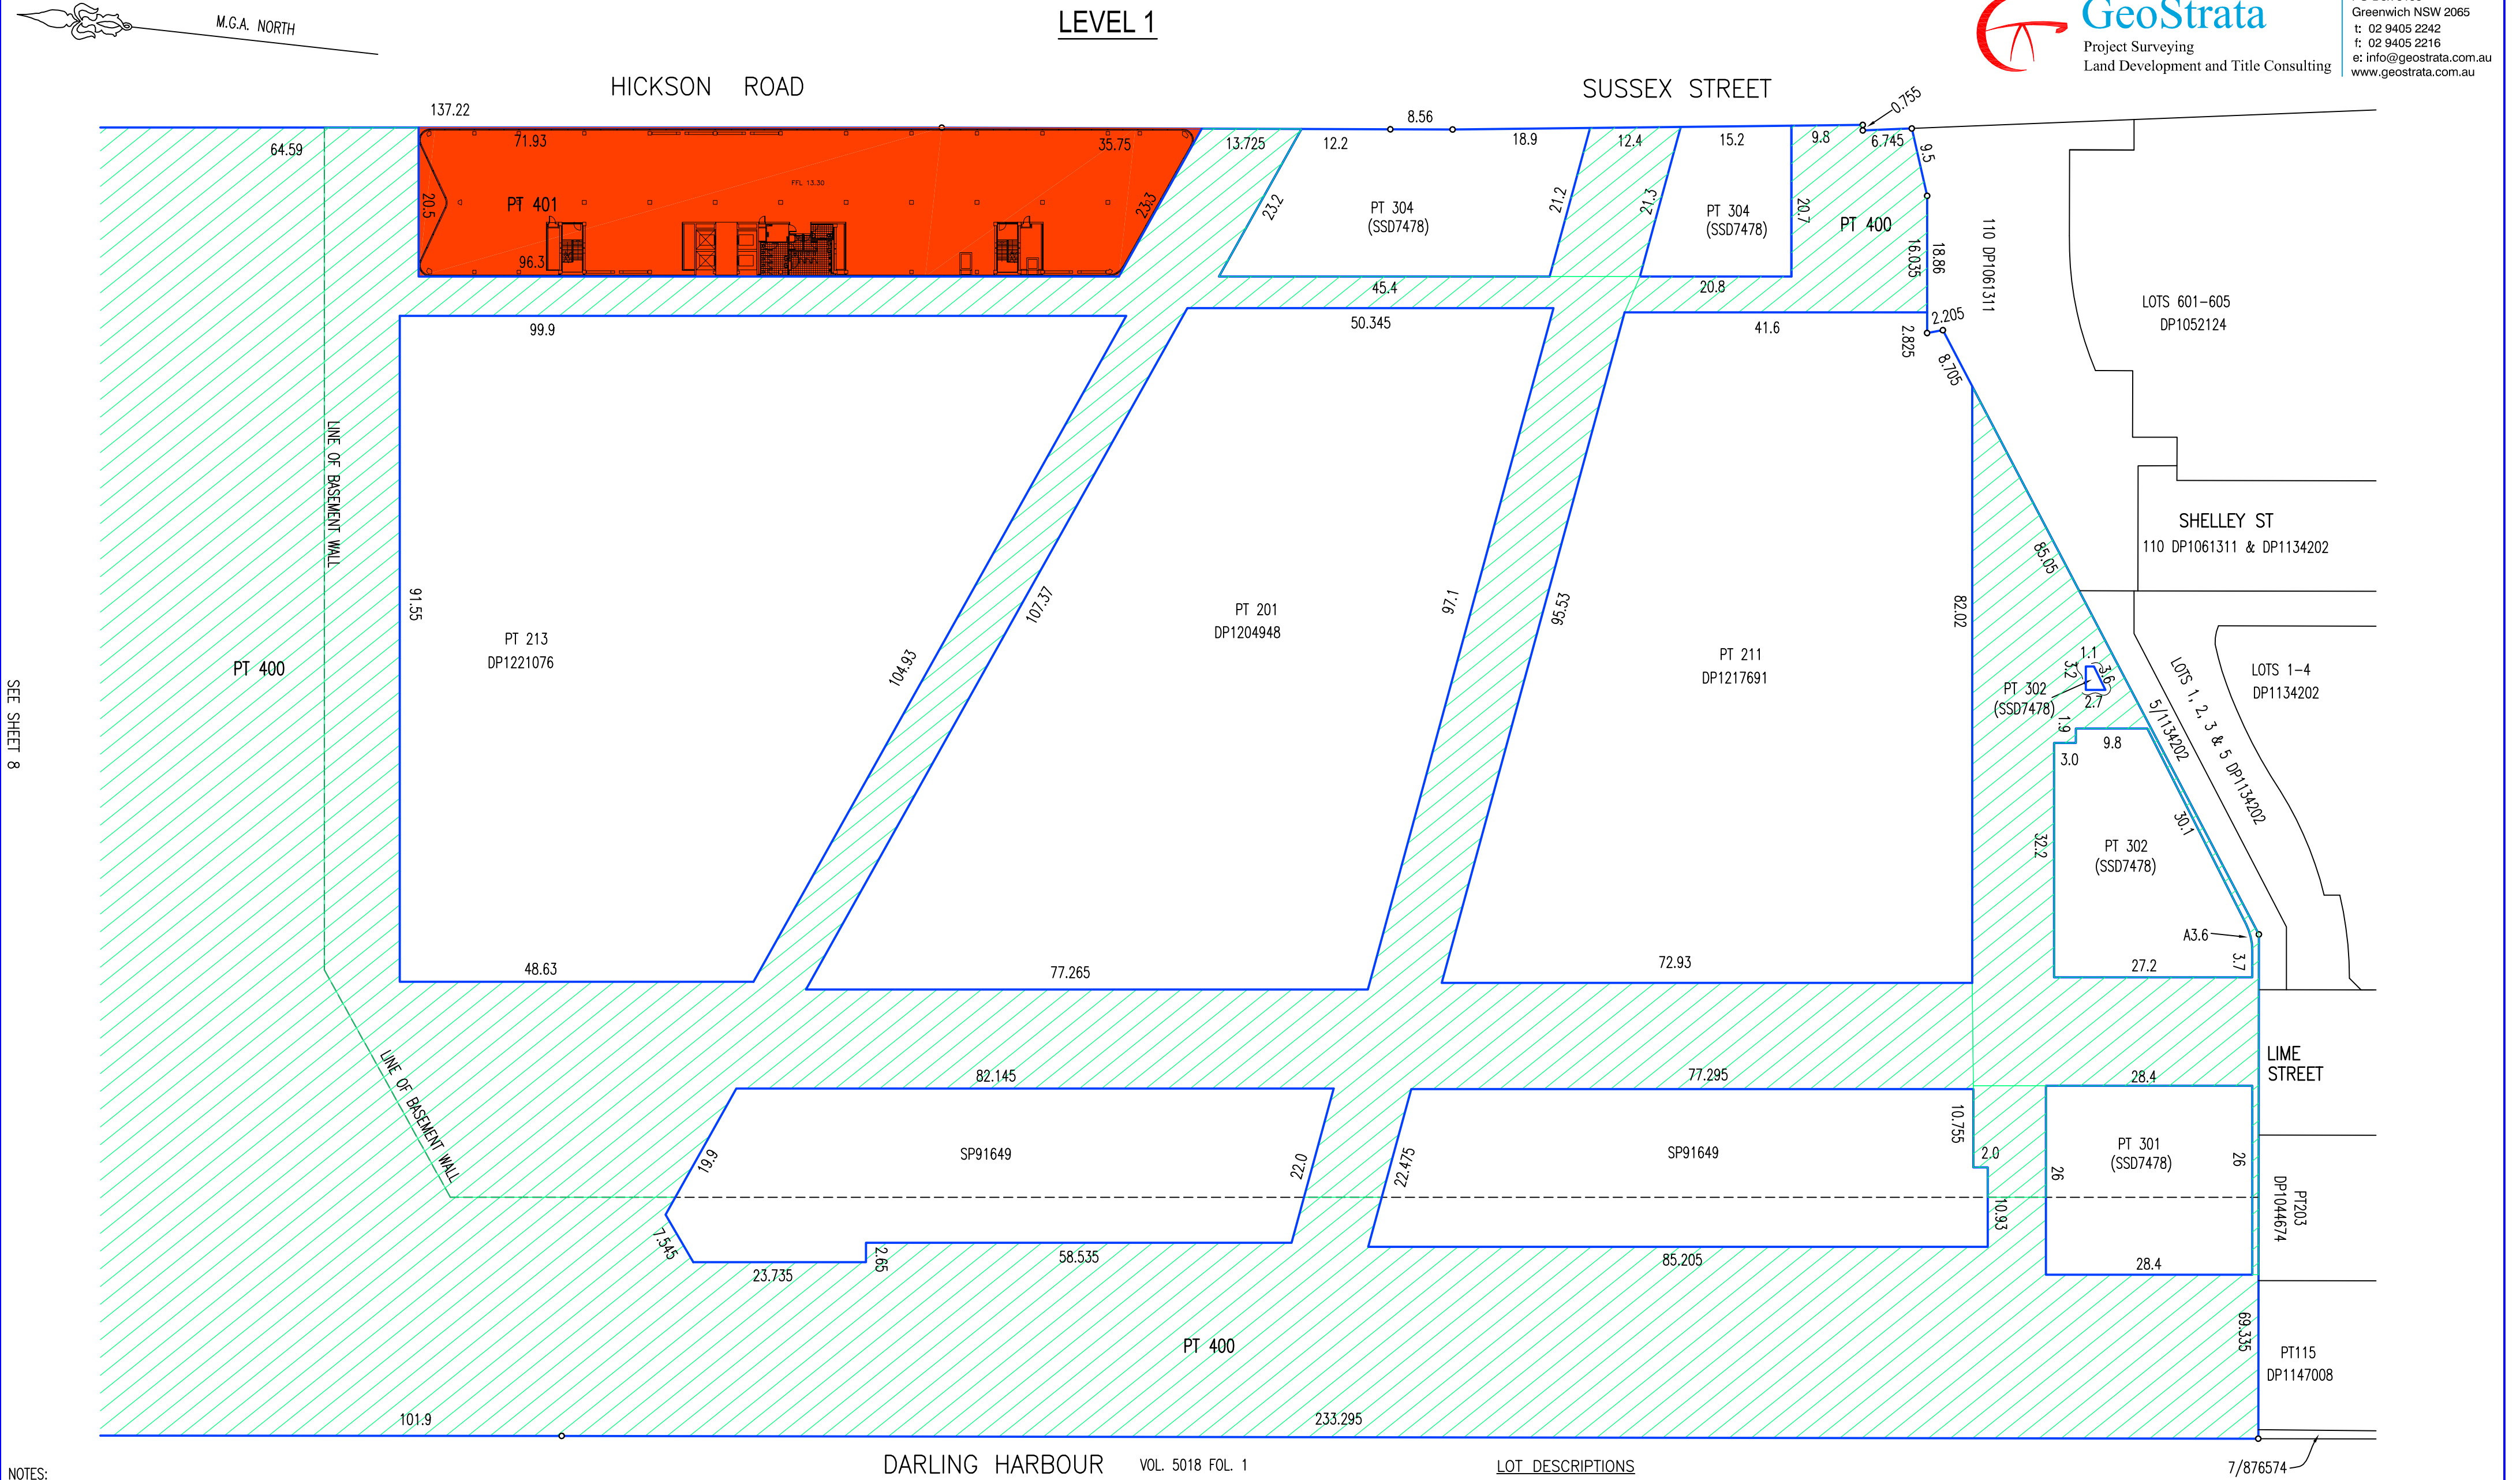 M.G.A. NORTH
LEVEL 1
GeoStrata
Project Surveying
Land Development and Title Consulting
Greenwich NSW 2065
t: 02 9405 2242
f: 02 9405 2216
e: info@geostrata.com.au
www.geostrata.com.au
HICKSON ROAD
SUSSEX STREET
137.22
8.56
0.755
64.59
71.93
35.75
13.725
12.2
18.9
12.4
15.2
9.8
6.745
9.5
FFL 13.30
20.5
PT 401
23.3
23.2
PT 304
(SSD7478)
21.2
21.3
PT 304
(SSD7478)
20.7
PT 400
16.035
18.86
110 DP1061311
96.3
45.4
20.8
LOTS 601-605
DP1052124
99.9
50.345
41.6
2.205
2.825
8.705
LINE OF BASEMENT WALL
SHELLEY ST
110 DP1061311 & DP1134202
85.05
91.55
107.37
97.1
95.53
82.02
PT 213
DP1221076
PT 201
DP1204948
PT 211
DP1217691
104.93
PT 400
SEE SHEET 8
1.1
3.2
3.6
2.7
PT 302
(SSD7478)
LOTS 1-4
DP1134202
LOTS 1, 2, 3 & 5 DP1134202
5/1134202
1.9
9.8
3.0
32.2
30.1
PT 302
(SSD7478)
A3.6
3.7
27.2
48.63
77.265
72.93
LINE OF BASEMENT WALL
LIME
STREET
82.145
77.295
28.4
10.755
2.0
19.9
SP91649
22.0
22.475
SP91649
PT 301
(SSD7478)
26
26
PT203
DP1044674
10.93
7.545
23.735
2.65
58.535
85.205
28.4
PT 400
69.335
PT115
DP1147008
101.9
233.295
DARLING HARBOUR
VOL. 5018 FOL. 1
LOT DESCRIPTIONS
7/876574
NOTES: